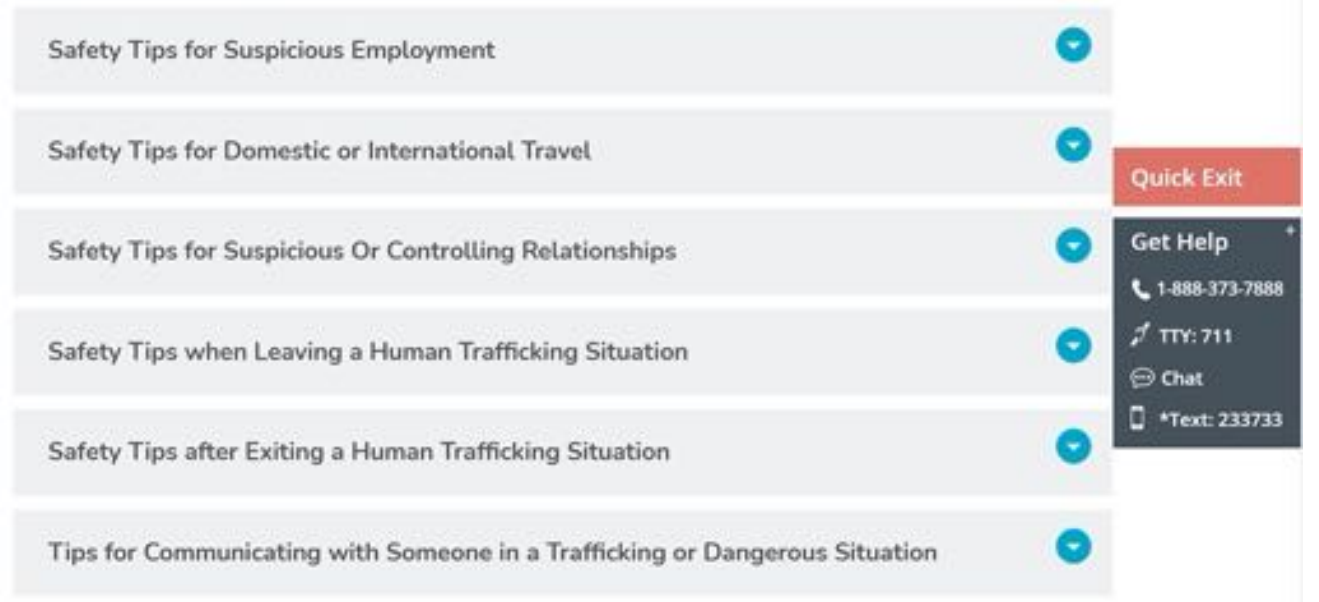 Safety Tips for Suspicious Employment
Safety Tips for Domestic or International Travel
Safety Tips for Suspicious Or Controlling Relationships
Safety Tips when Leaving a Human Trafficking Situation
Safety Tips after Exiting a Human Trafficking Situation
Tips for Communicating with Someone in a Trafficking or Dangerous Situation
Quick Exit
Get Help +
1-888-373-7888
TTY: 711
Chat
*Text: 233733